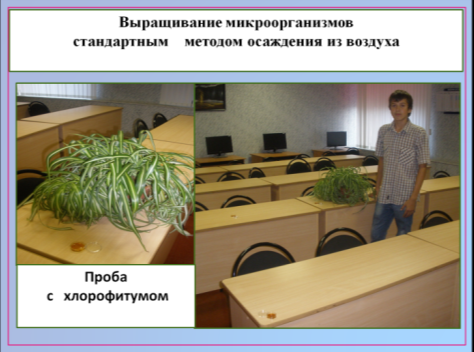 Выращивание микроорганизмов
стандартным методом осаждения из воздуха
Проба
с хлорофитумом